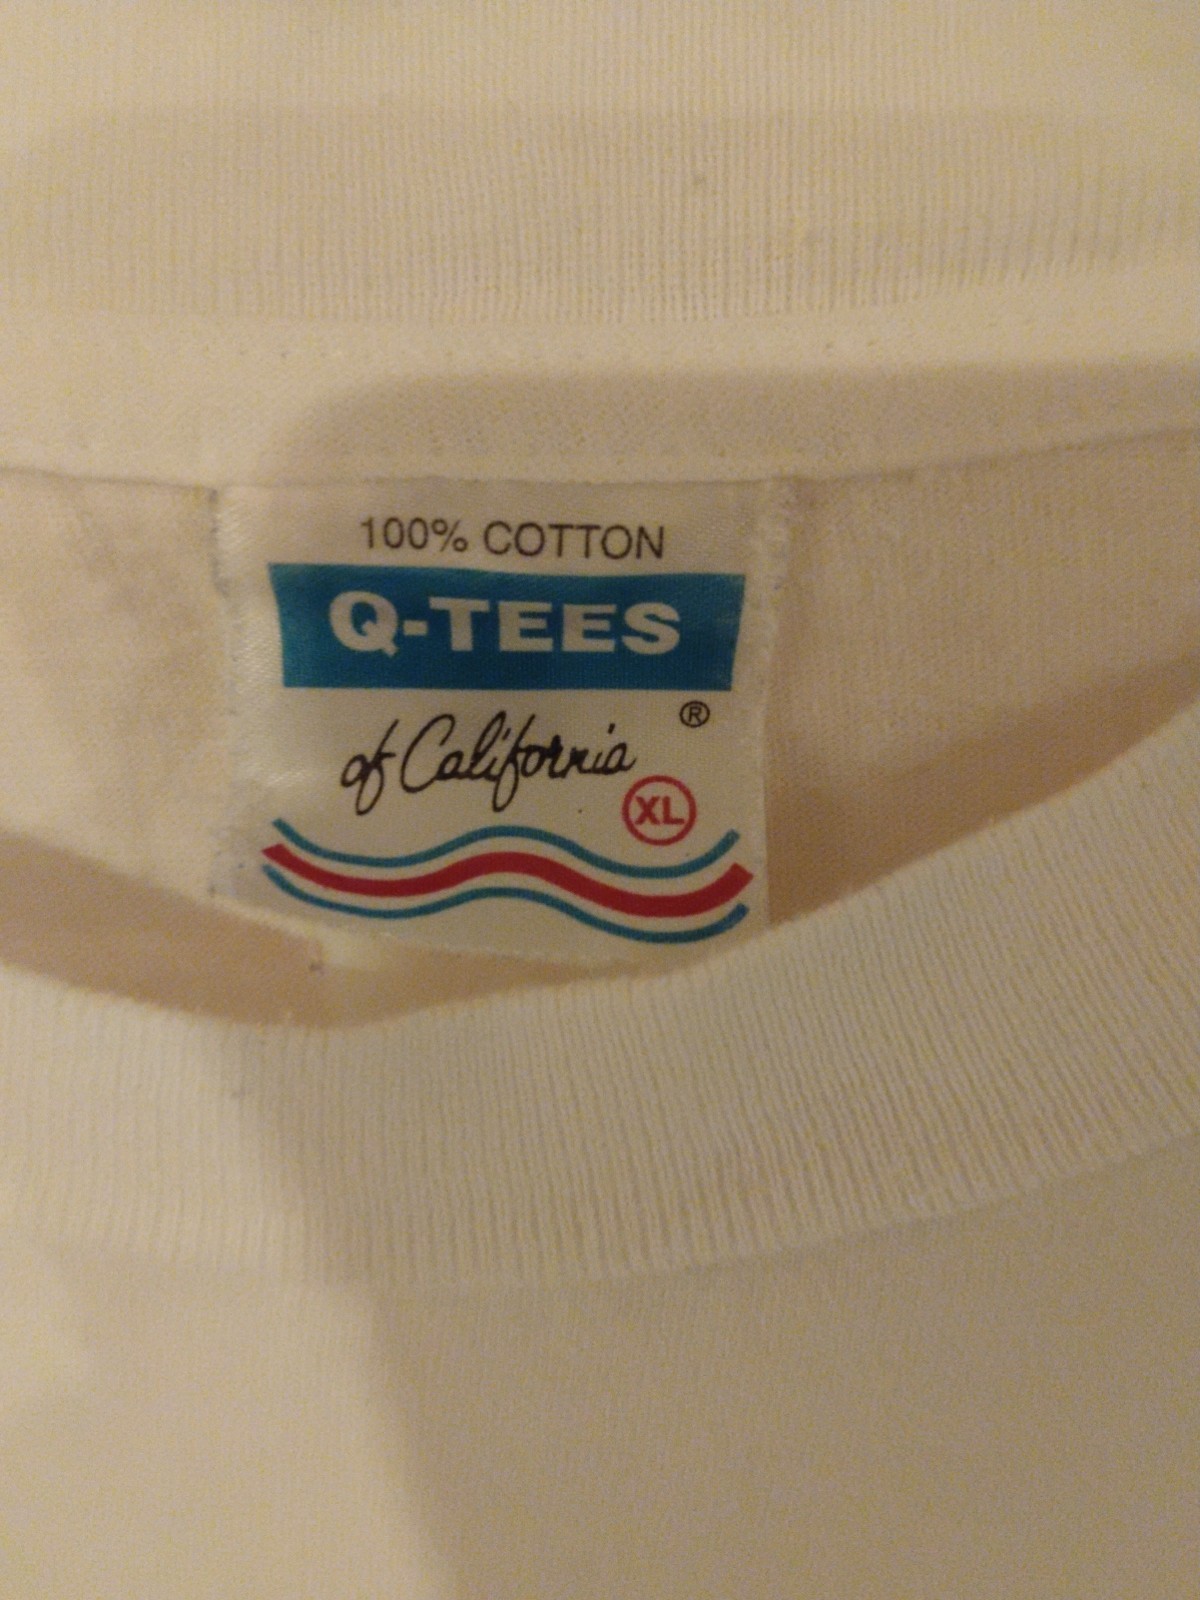 100% COTTON
Q-TEES
®
of California
XL